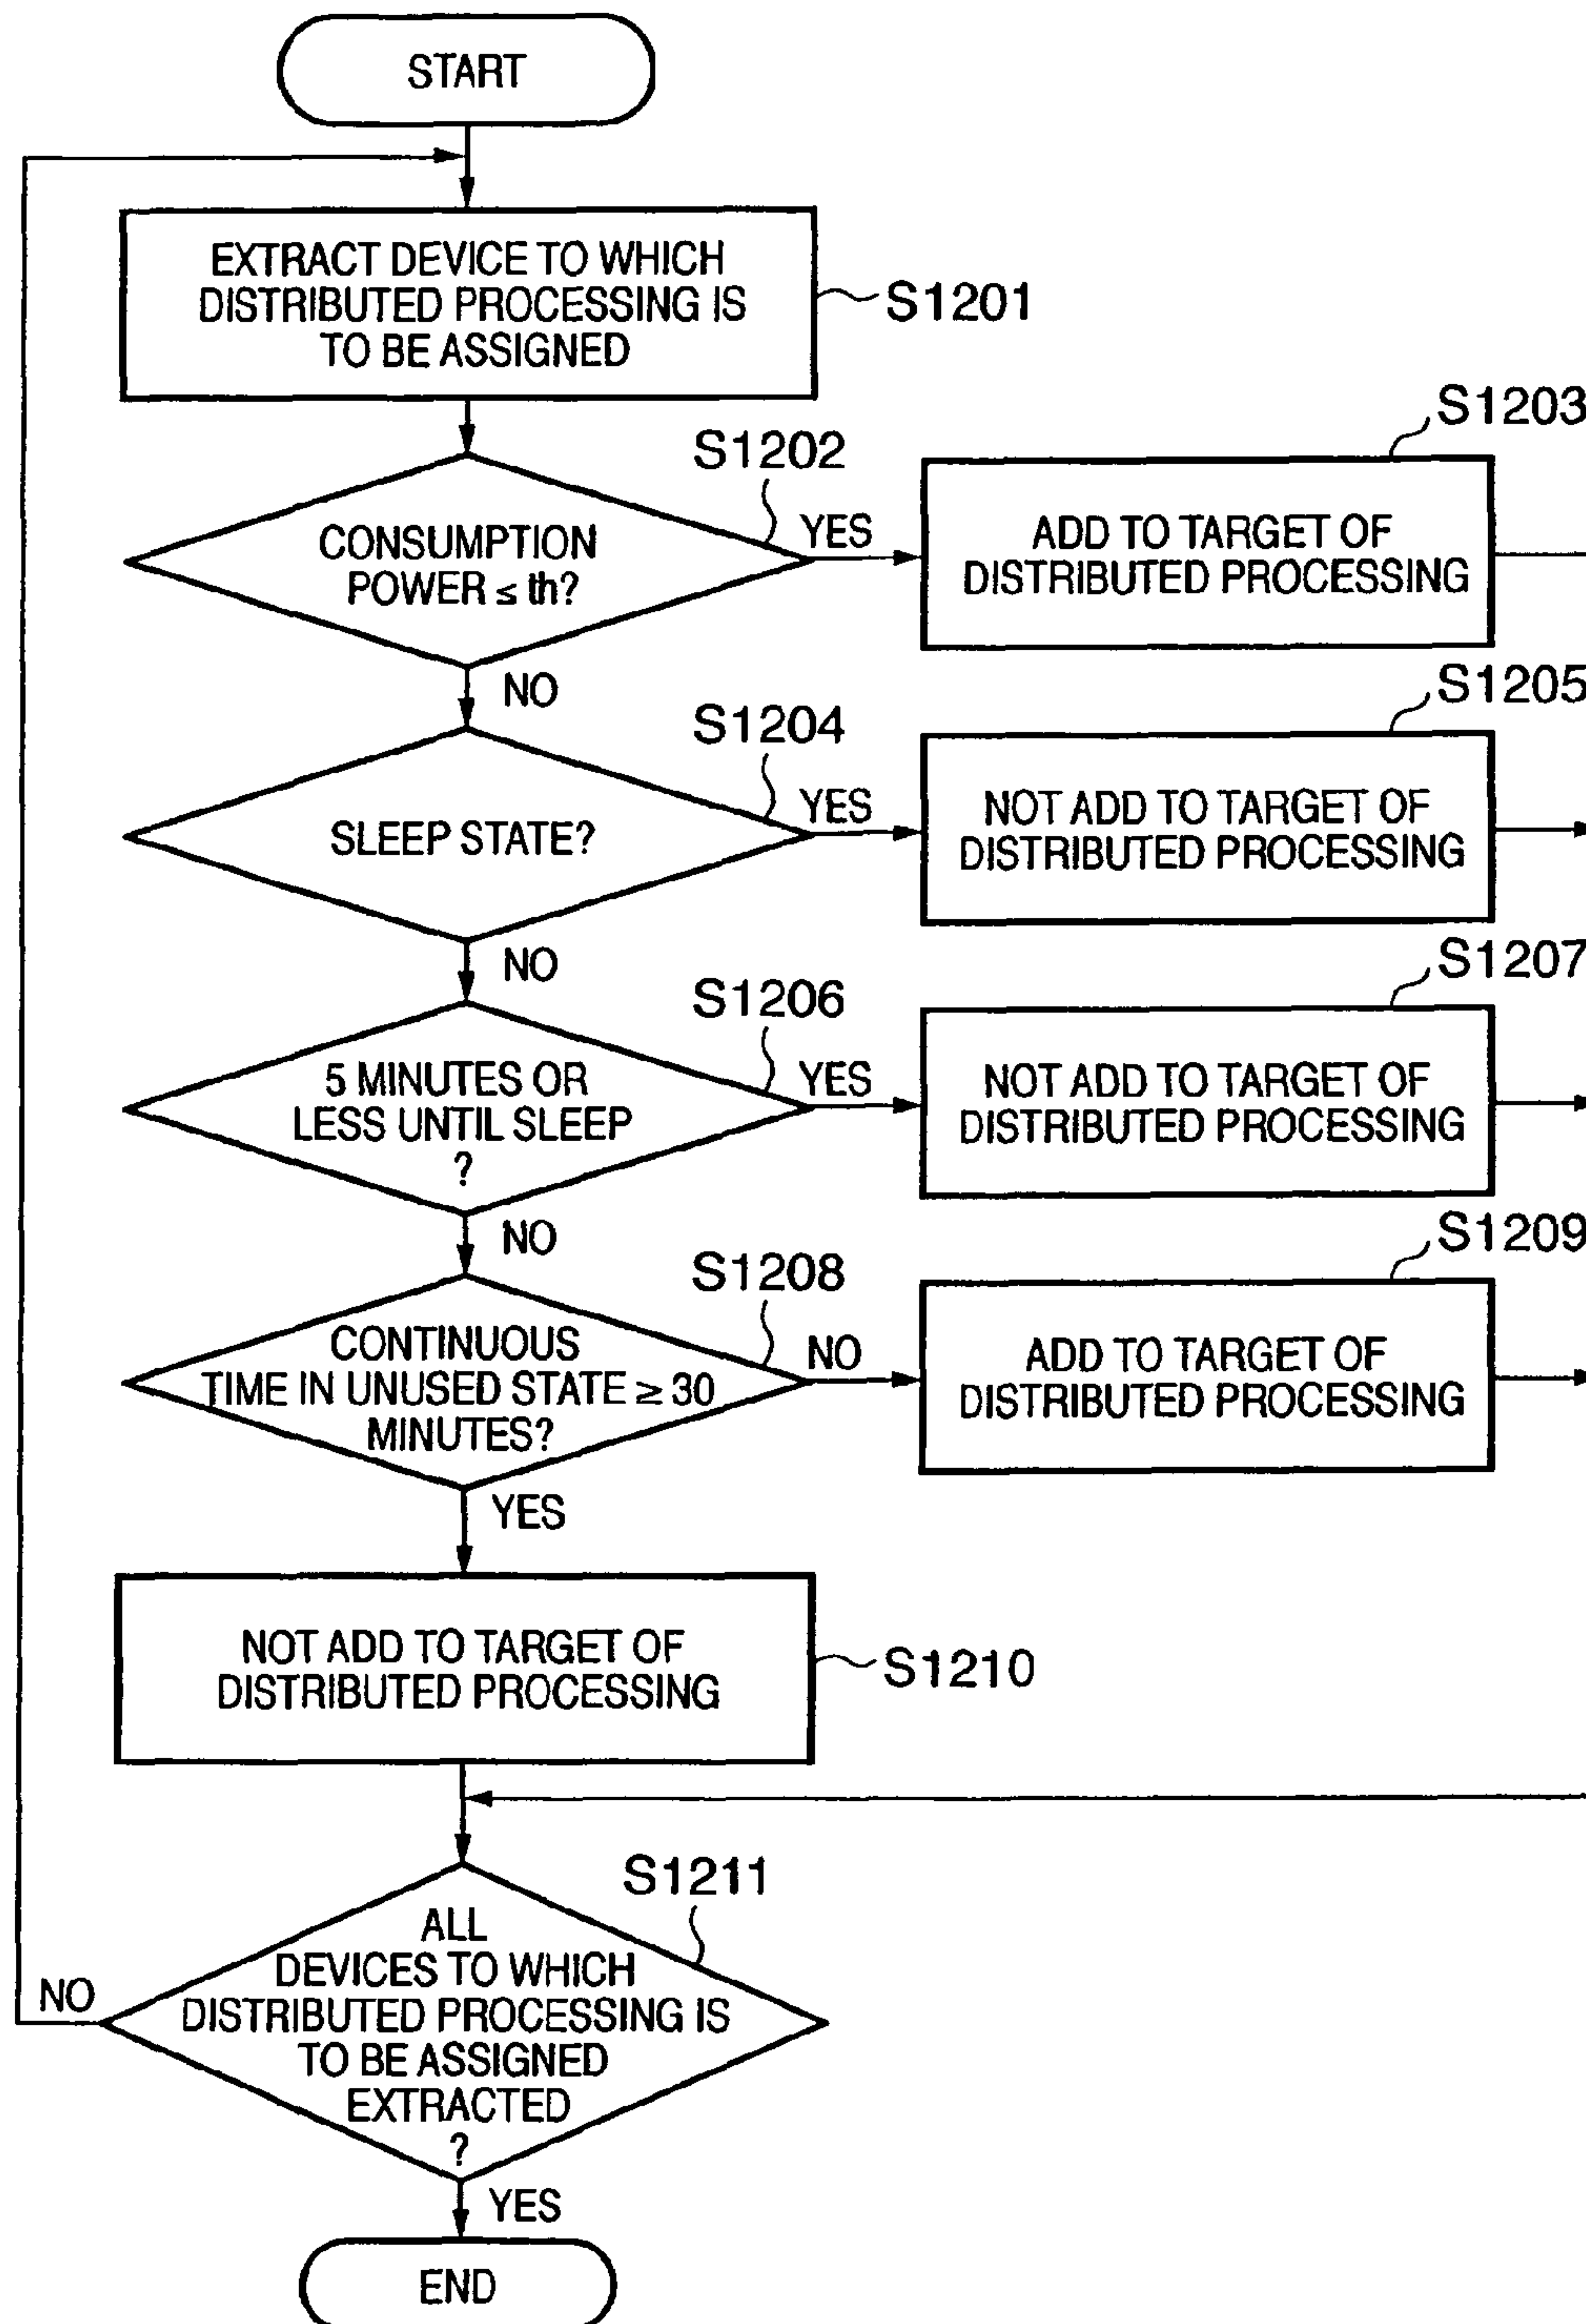 START
EXTRACT DEVICE TO WHICH
DISTRIBUTED PROCESSING IS
TO BE ASSIGNED
S1201
S1202
CONSUMPTION
POWER ≤ th?
YES
S1203
ADD TO TARGET OF
DISTRIBUTED PROCESSING
NO
S1204
SLEEP STATE?
YES
S1205
NOT ADD TO TARGET OF
DISTRIBUTED PROCESSING
NO
S1206
5 MINUTES OR
LESS UNTIL SLEEP
?
YES
S1207
NOT ADD TO TARGET OF
DISTRIBUTED PROCESSING
NO
S1208
CONTINUOUS
TIME IN UNUSED STATE ≥ 30
MINUTES?
NO
S1209
ADD TO TARGET OF
DISTRIBUTED PROCESSING
YES
NOT ADD TO TARGET OF
DISTRIBUTED PROCESSING
S1210
S1211
ALL
DEVICES TO WHICH
DISTRIBUTED PROCESSING IS
TO BE ASSIGNED
EXTRACTED
?
NO
YES
END